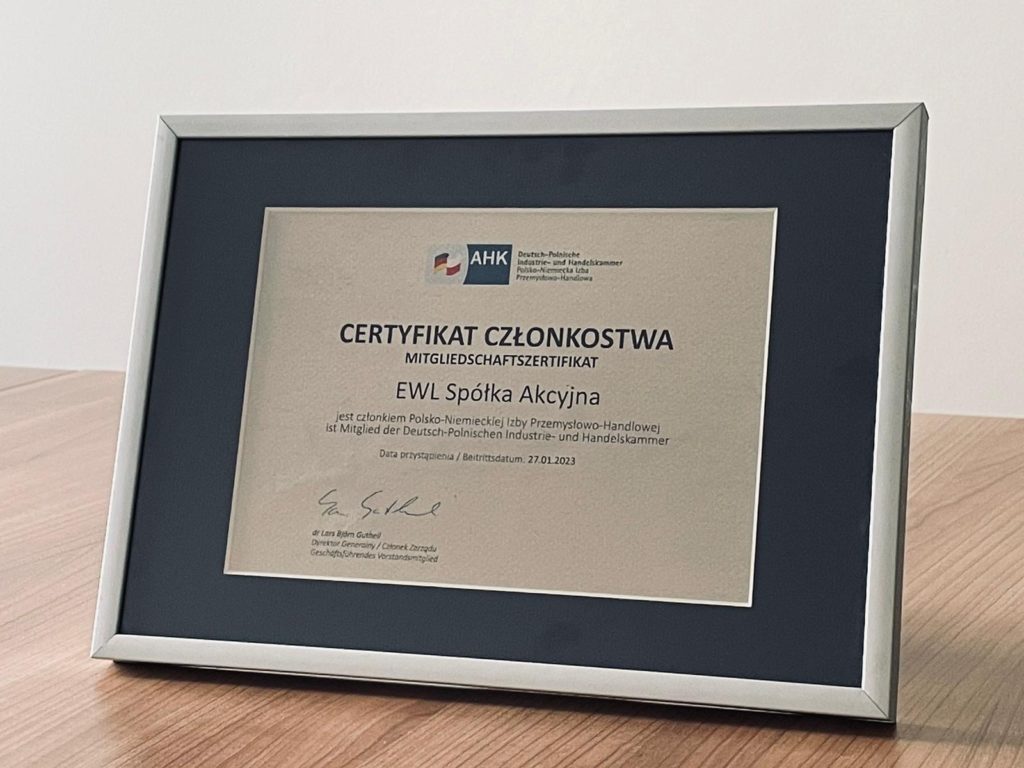 AHK
Deutsch-Polnische
Industrie- und Handelskammer
Polsko-Niemiecka Izba
Przemysłowo-Handlowa
CERTYFIKAT CZŁONKOSTWA
MITGLIEDSCHAFTSZERTIFIKAT
EWL Spółka Akcyjna
jest członkiem Polsko-Niemieckiej Izby Przemysłowo-Handlowej
ist Mitglied der Deutsch-Polnischen Industrie- und Handelskammer
Data przystąpienia / Beitrittsdatum: 27.01.2023
dr Lars Björn Gutheil
Dyrektor Generalny / Członek Zarządu
Geschäftsführendes Vorstandsmitglied